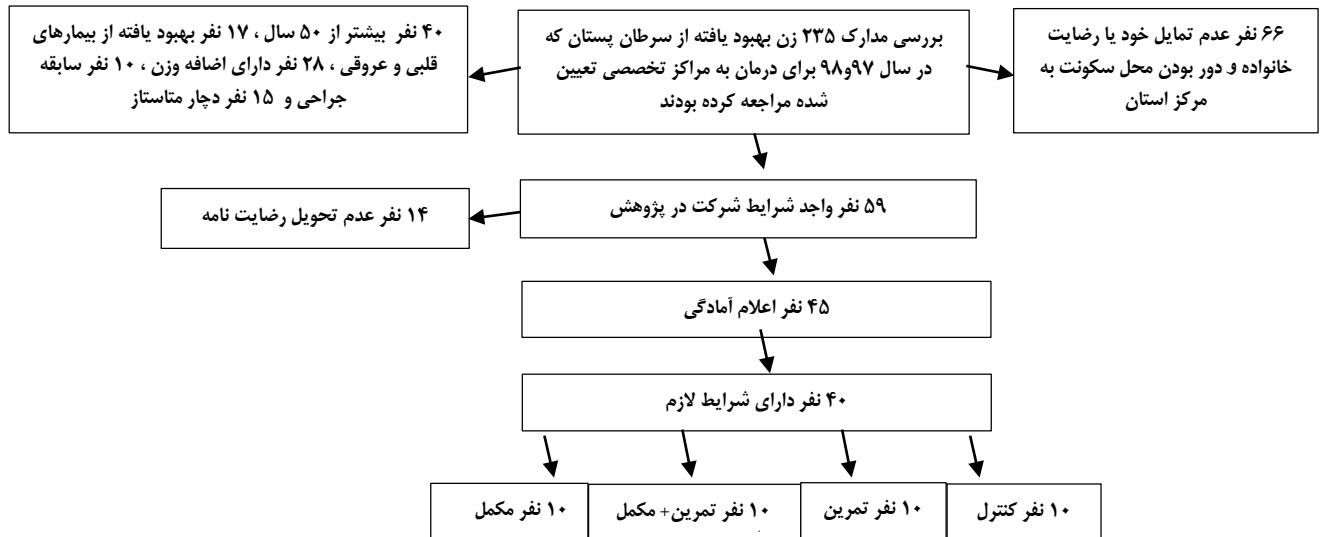 ۶۶ نفر عدم تمایل خود یا رضایت
خانواده و دور بودن محل سکونت به
مرکز استان
بررسی مدارک ۲۳۵ زن بهبود یافته از سرطان پستان که
در سال ۹۷و۹۸ برای درمان به مراکز تخصصی تعیین
شده مراجعه کرده بودند
۴۰ نفر بیشتر از ۵۰ سال ، ۱۷ نفر بهبود یافته از بیمارهای
قلبی و عروقی ، ۲۸ نفر دارای اضافه وزن ، ۱۰ نفر سابقه
جراحی و ۱۵ نفر دچار متاستاز
۵۹ نفر واجد شرایط شرکت در پژوهش
۱۴ نفر عدم تحویل رضایت نامه
۴۵ نفر اعلام آمادگی
۴۰ نفر دارای شرایط لازم
۱۰ نفر کنترل
۱۰ نفر تمرین
۱۰ نفر تمرین+ مکمل
۱۰ نفر مکمل